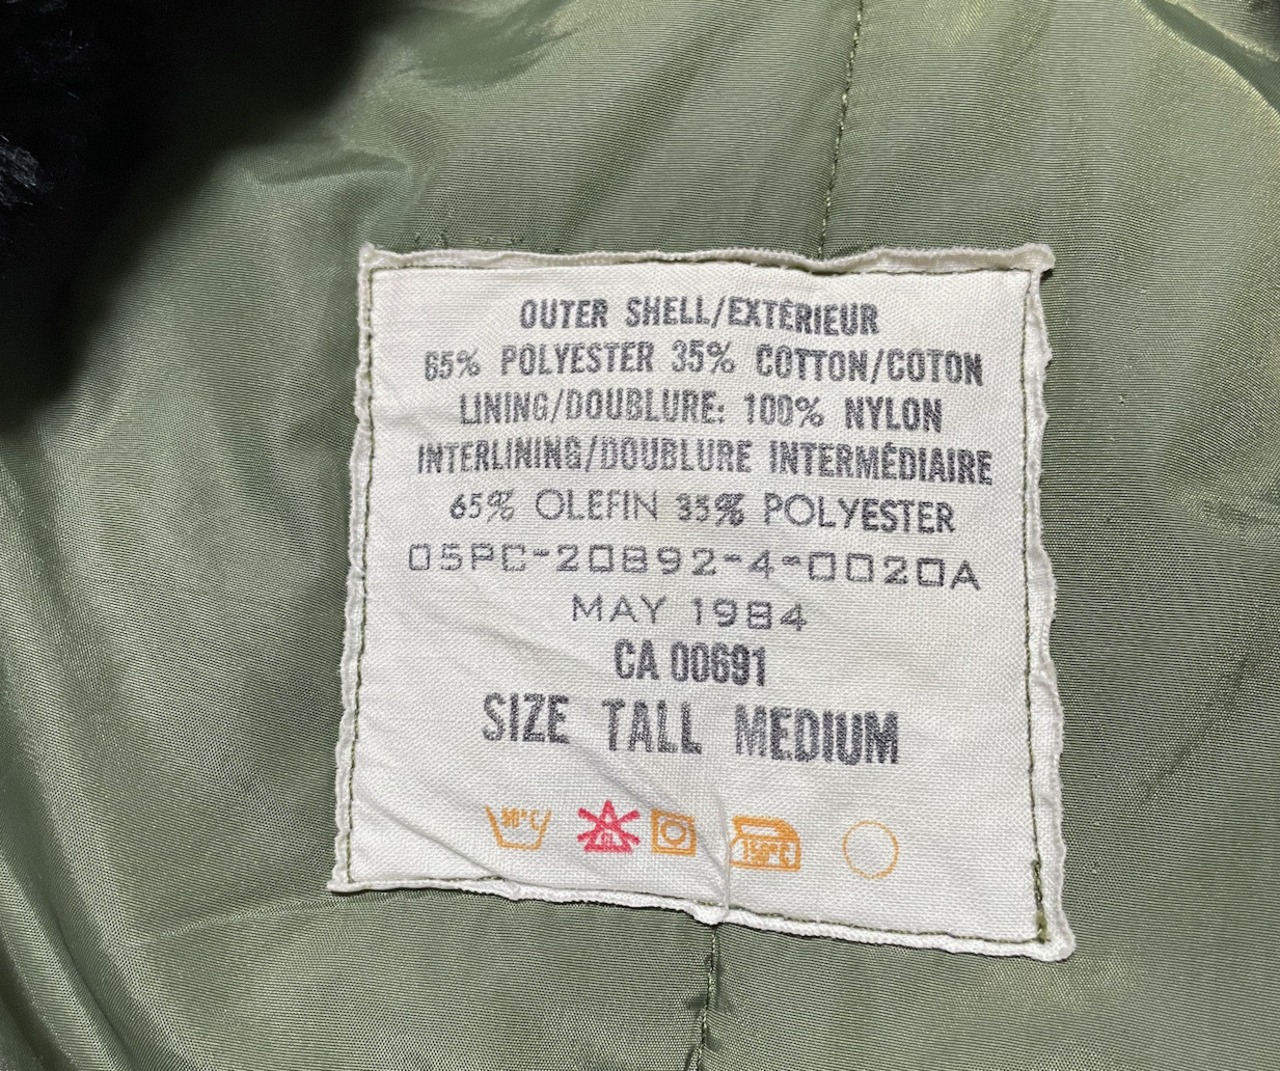 OUTER SHELL/EXTÉRIEUR
65% POLYESTER 35% COTTON/COTON
LINING/DOUBLURE: 100% NYLON
INTERLINING/DOUBLURE INTERMÉDIAIRE
65% OLEFIN 35% POLYESTER
05PC-20892-4-0020A
MAY 1984
CA 00691
SIZE TALL MEDIUM
CL